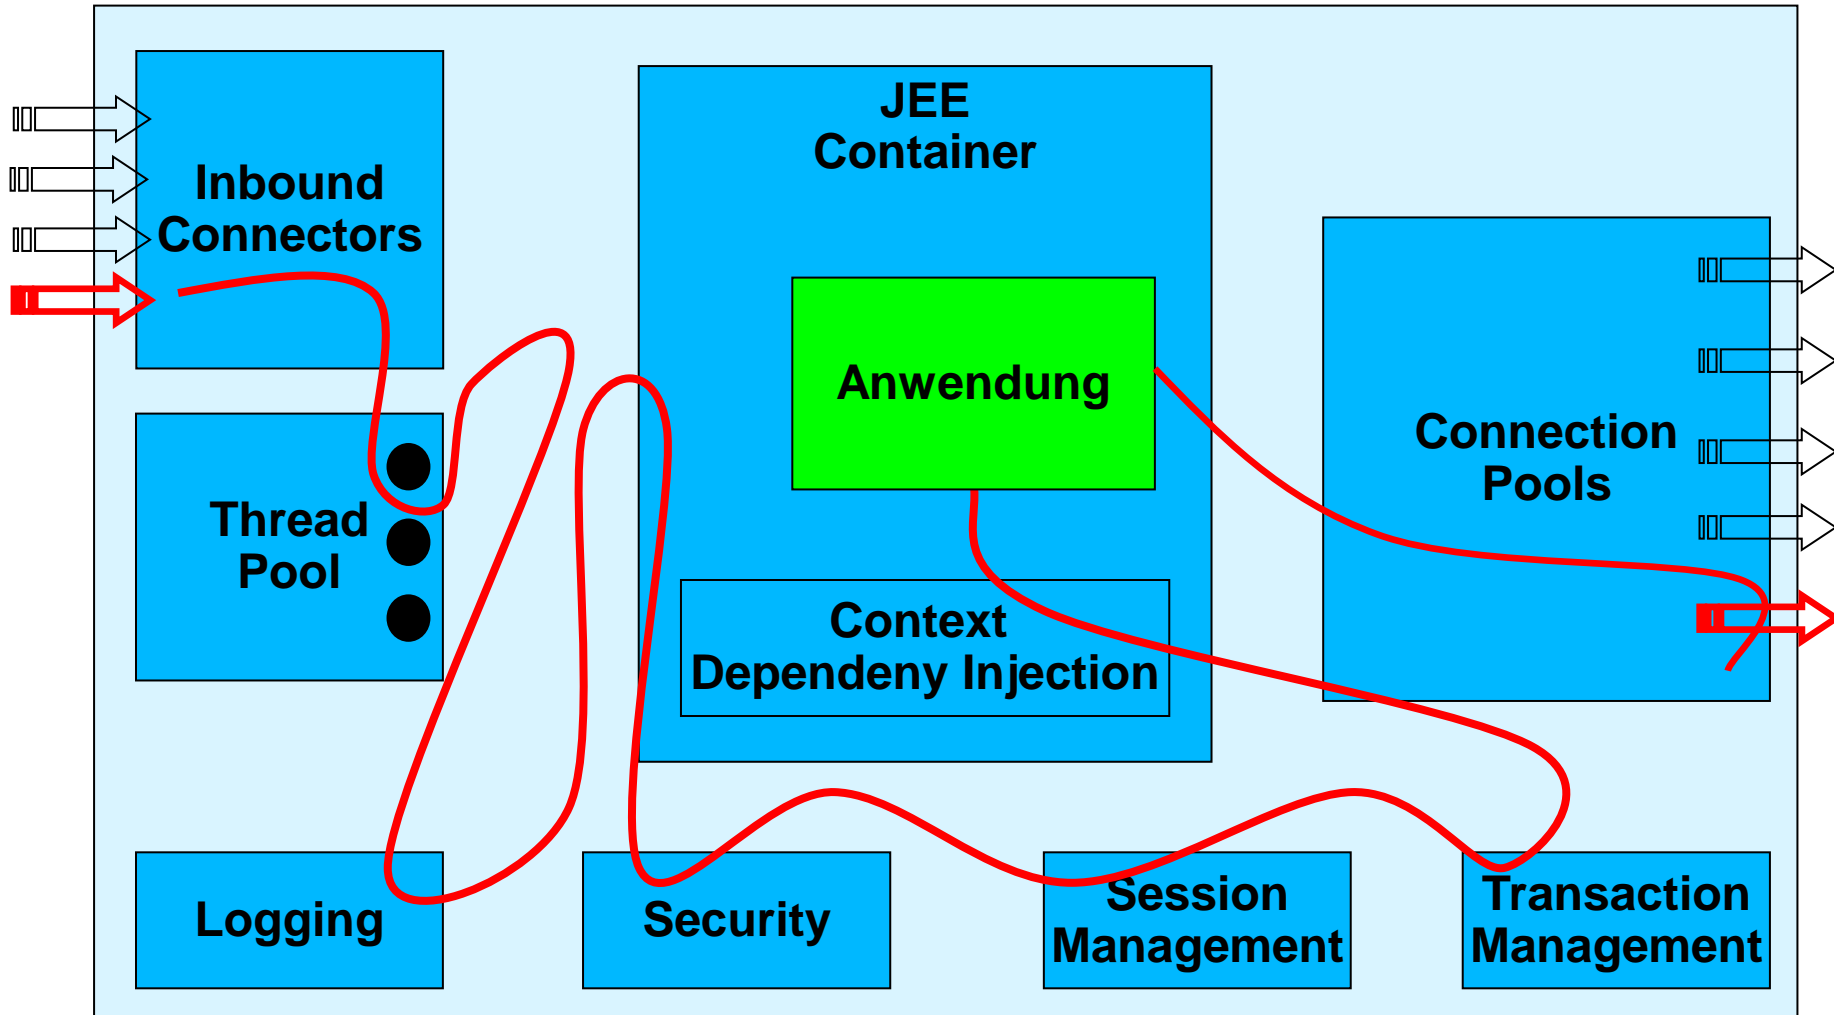 JEE
Container
Inbound
Connectors
Anwendung
Connection
Pools
Thread
Pool
Context
Dependeny Injection
Logging
Security
Session
Management
Transaction
Management